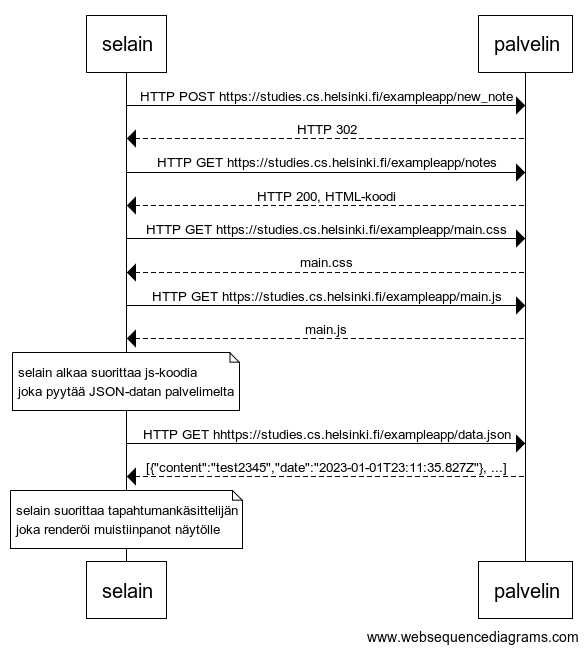 selain palvelin
HTTP POST https://studies.cs.helsinki.fi/exampleapp/new_note
HTTP 302
HTTP GET https://studies.cs.helsinki.fi/exampleapp/notes
HTTP 200, HTML-koodi
HTTP GET https://studies.cs.helsinki.fi/exampleapp/main.css
main.css
HTTP GET https://studies.cs.helsinki.fi/exampleapp/main.js
main.js
selain alkaa suorittaa js-koodia
joka pyytää JSON-datan palvelimelta
HTTP GET hhttps://studies.cs.helsinki.fi/exampleapp/data.json
[{"content":"test2345","date":"2023-01-01T23:11:35.827Z"}, ...]
selain suorittaa tapahtumankäsittelijän
joka renderöi muistiinpanot näytölle
selain palvelin
www.websequencediagrams.com